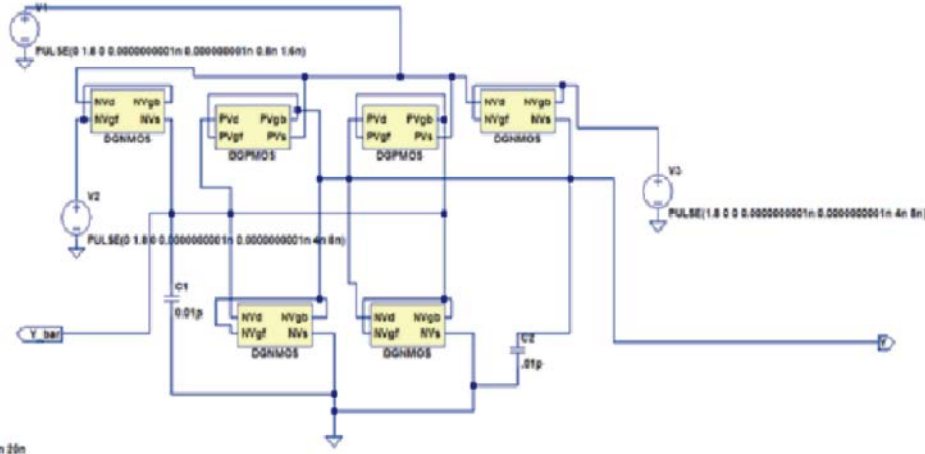 V1
PULSE(0 1.8 0 0.0000000001n 0.0000000001n 0.8n 1.6n)
NVd NVgb
NVgf NVs
DGNMOS
PVd PVgb
PVgf PVs
DGPMOS
PVd PVgb
PVgf PVs
DGPMOS
NVd NVgb
NVgf NVs
DGNMOS
V2
PULSE(0 1.8 0 0.0000000001n 0.0000000001n 4n 8n)
V3
PULSE(1.8 0 0 0.0000000001n 0.0000000001n 4n 8n)
C1
0.01p
Y_bar
NVd NVgb
NVgf NVs
DGNMOS
NVd NVgb
NVgf NVs
DGNMOS
C2
.01p
Y
n 20n